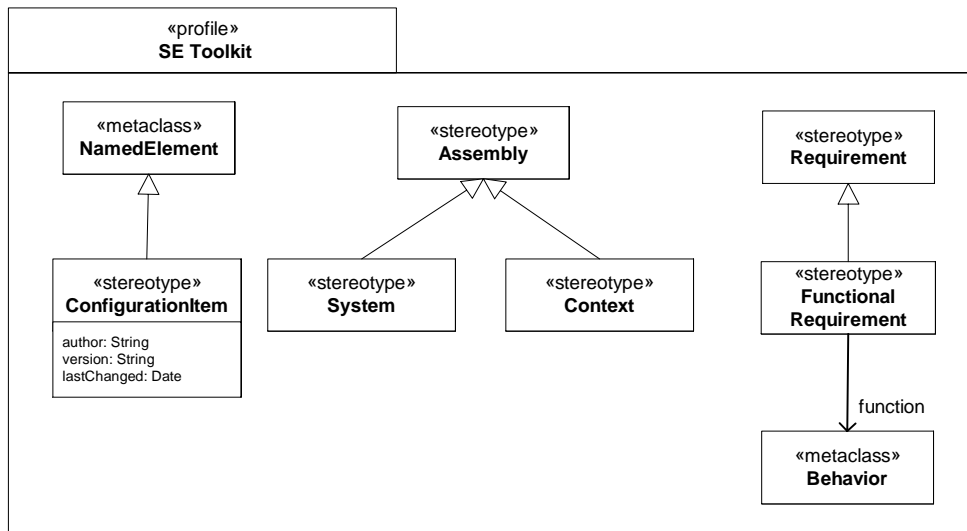 «profile»
SE Toolkit
«metaclass»
NamedElement
«stereotype»
Assembly
«stereotype»
Requirement
«stereotype»
ConfigurationItem
author: String
version: String
lastChanged: Date
«stereotype»
System
«stereotype»
Context
«stereotype»
Functional
Requirement
function
«metaclass»
Behavior